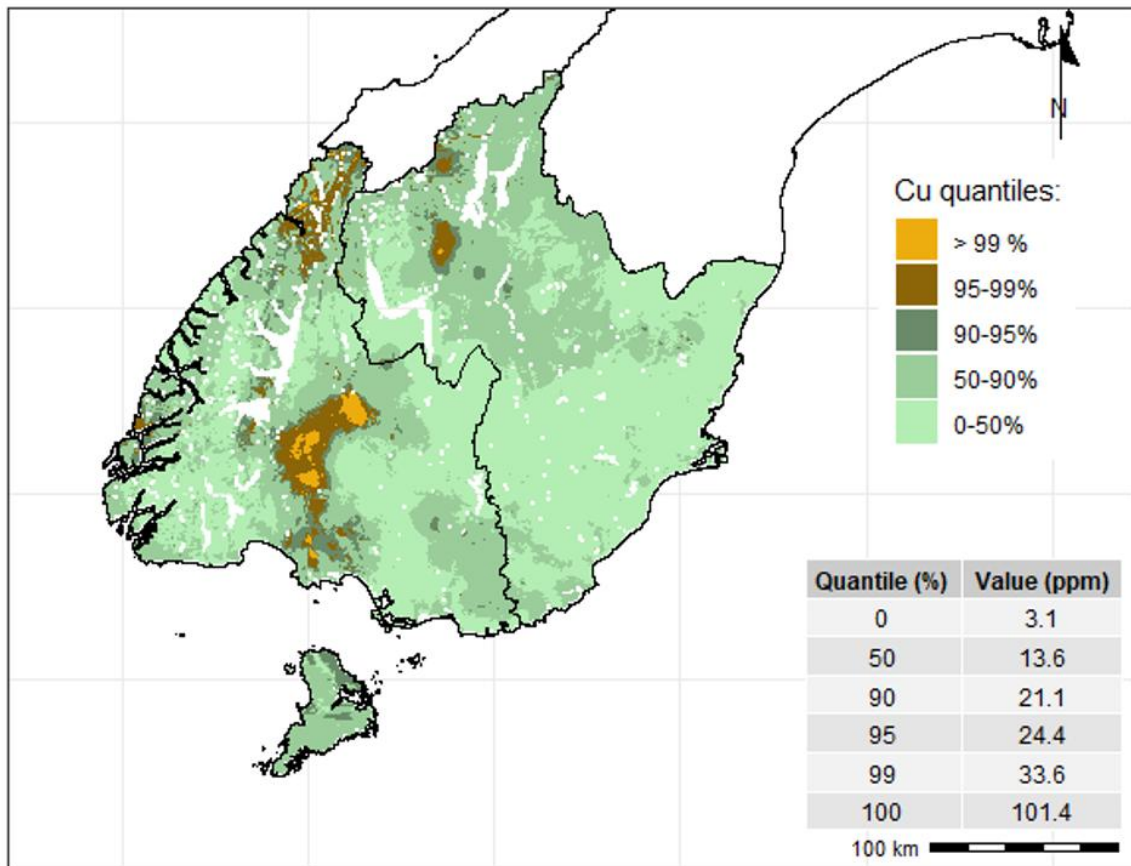 N
Cu quantiles:
> 99 %
95-99%
90-95%
50-90%
0-50%
Quantile (%) Value (ppm)
0 3.1
50 13.6
90 21.1
95 24.4
99 33.6
100 101.4
100 km